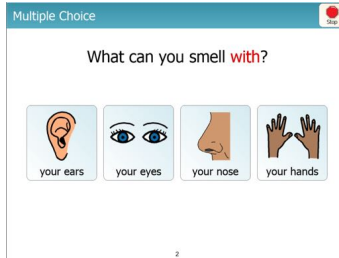 Multiple Choice
Stop
What can you smell with?
your ears
your eyes
your nose
your hands
2